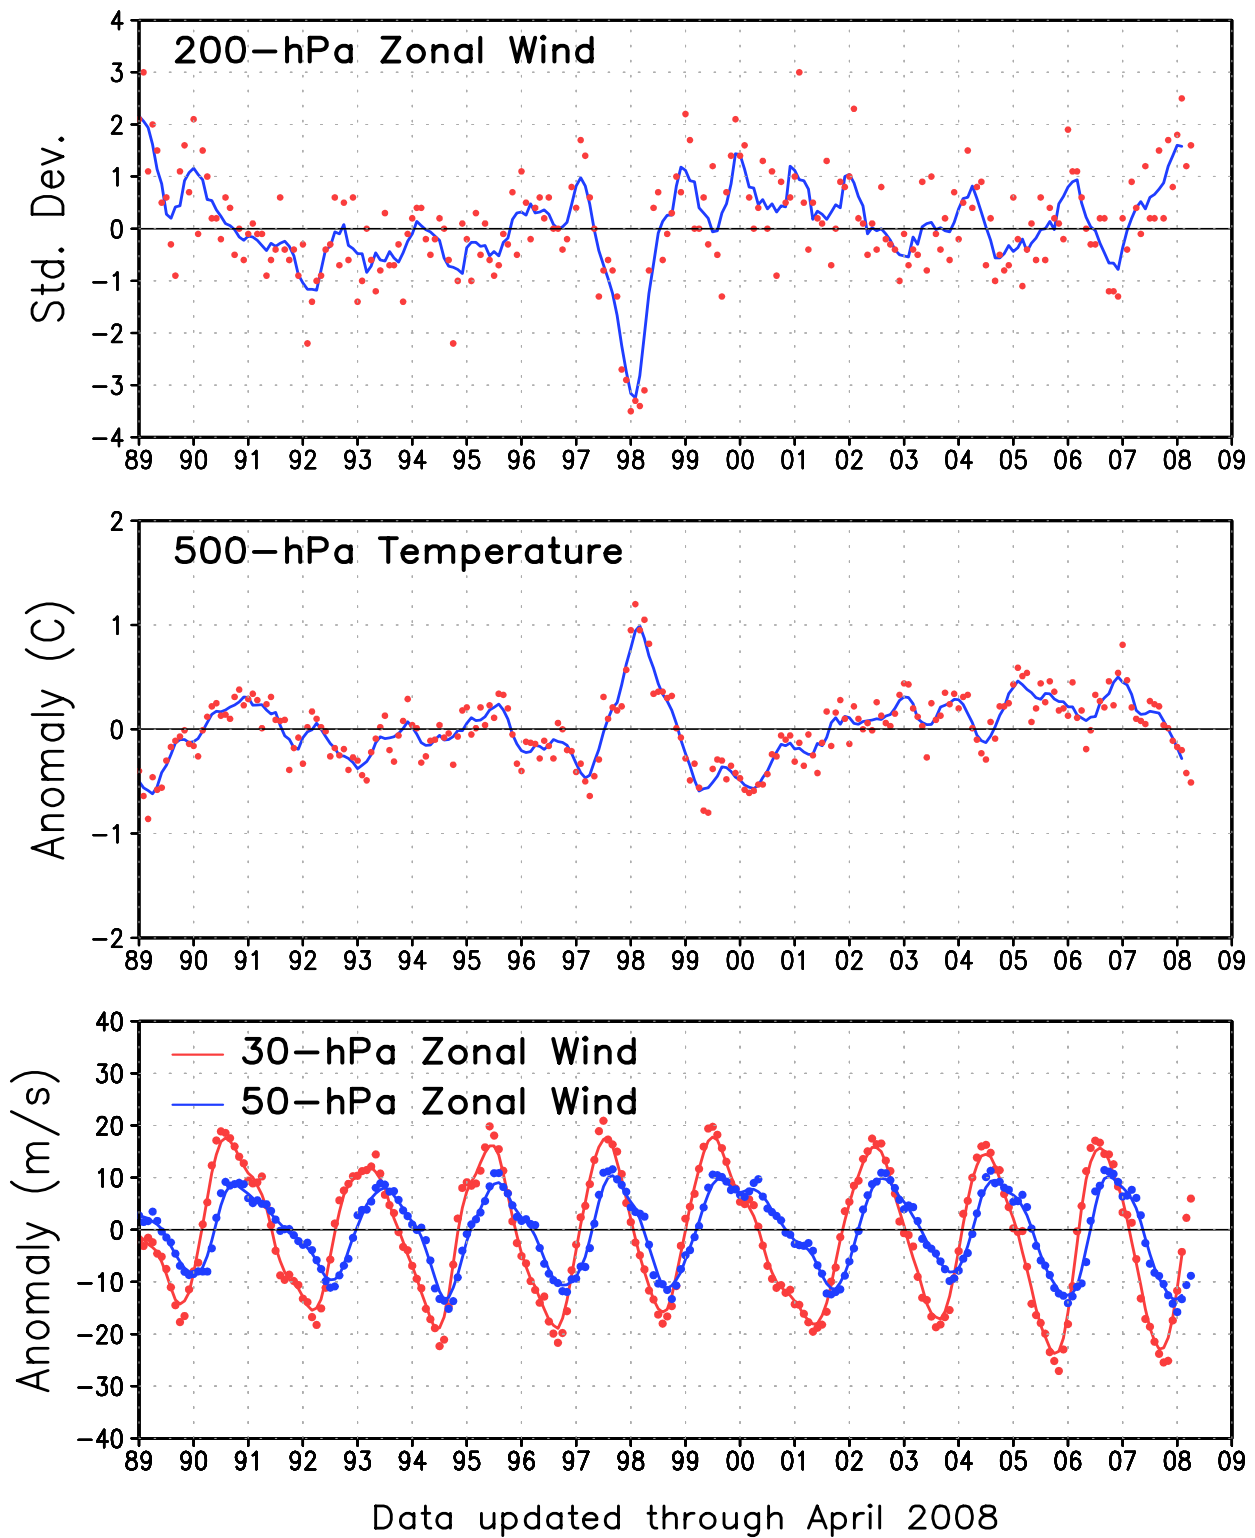 200-hPa Zonal Wind
Std. Dev.
4
3
2
1
0
-1
-2
-3
-4
89 90 91 92 93 94 95 96 97 98 99 00 01 02 03 04 05 06 07 08 09
500-hPa Temperature
Anomaly (C)
2
1
0
-1
-2
89 90 91 92 93 94 95 96 97 98 99 00 01 02 03 04 05 06 07 08 09
30-hPa Zonal Wind
50-hPa Zonal Wind
Anomaly (m/s)
40
30
20
10
0
-10
-20
-30
-40
89 90 91 92 93 94 95 96 97 98 99 00 01 02 03 04 05 06 07 08 09
Data updated through April 2008